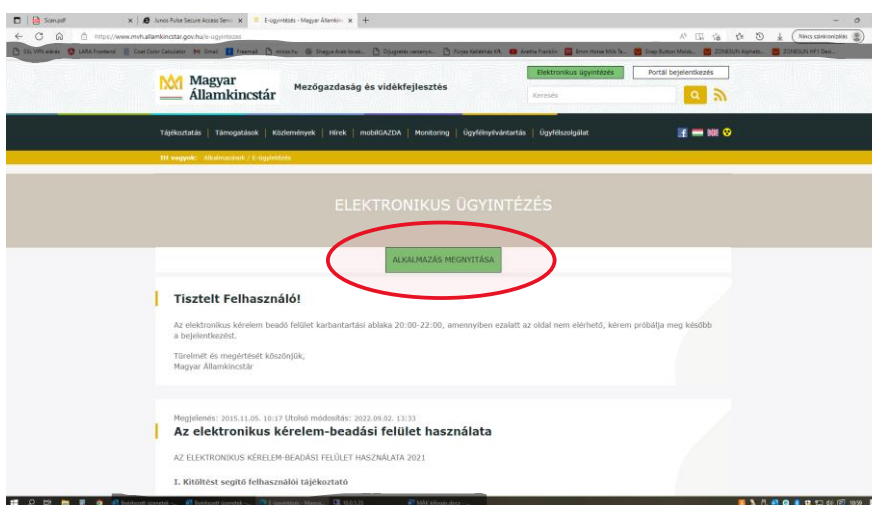 Scan.pdf
Junos Pulse Secure Access Servi
E-ügyintézés - Magyar Államkin
https://www.mvh.allamkincstar.gov.hu/e-ugyintezes
Nincs szinkronizálás
Magyar
Államkincstár
Mezőgazdaság és vidékfejlesztés
Elektronikus ügyintézés
Portál bejelentkezés
Keresés
Tájékoztatás | Támogatások | Közlemények | Hírek | mobilGAZDA | Monitoring | Ügyfélnyilvántartás | Ügyfélszolgálat
Itt vagyok: Alkalmazások / E-ügyintézés
ELEKTRONIKUS ÜGYINTÉZÉS
ALKALMAZÁS MEGNYITÁSA
Tisztelt Felhasználó!
Az elektronikus kérelem beadó felület karbantartási ablaka 20:00-22:00, amennyiben ezalatt az oldal nem elérhető, kérem próbálja meg később
a bejelentkezést.
Türelmét és megértését köszönjük,
Magyar Államkincstár
Megjelenés: 2015.11.05. 10:17 Utolsó módosítás: 2022.09.02. 13:33
Az elektronikus kérelem-beadási felület használata
AZ ELEKTRONIKUS KÉRELEM-BEADÁSI FELÜLET HASZNÁLATA 2021
I. Kitöltést segítő felhasználói tájékoztató
10:59